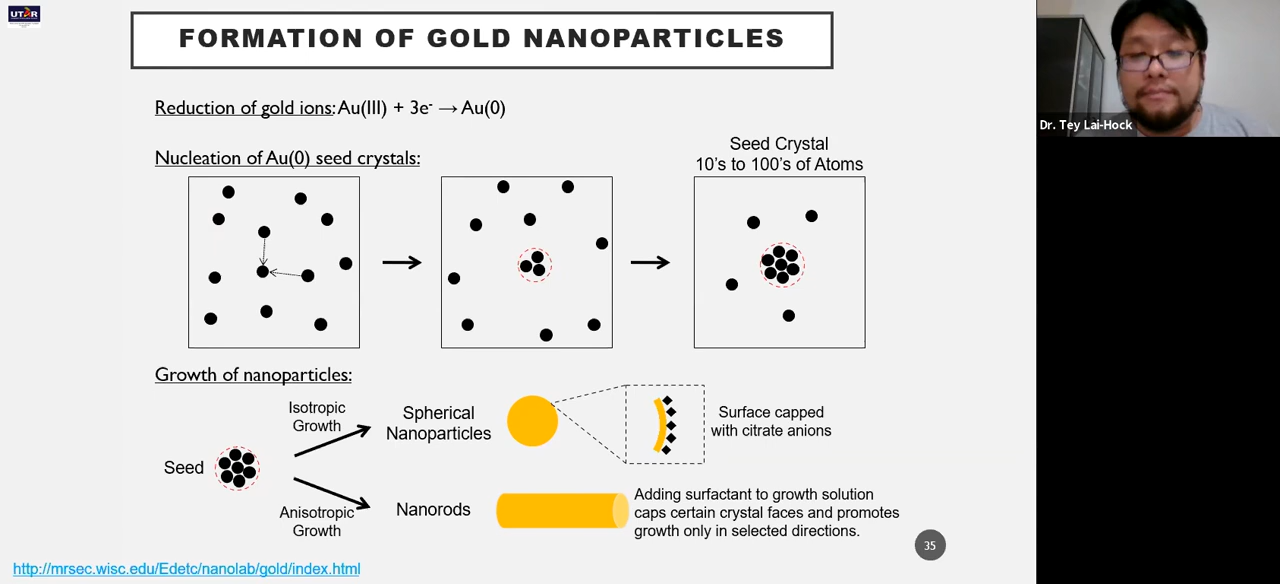 UTAR
FORMATION OF GOLD NANOPARTICLES
Dr. Tey Lai-Hock
Reduction of gold ions: Au(III) + 3e⁻ → Au(0)
Nucleation of Au(0) seed crystals:
Seed Crystal
10's to 100's of Atoms
Growth of nanoparticles:
Isotropic
Growth
Spherical
Nanoparticles
Surface capped
with citrate anions
Seed
Anisotropic
Growth
Nanorods
Adding surfactant to growth solution
caps certain crystal faces and promotes
growth only in selected directions.
35
http://mrsec.wisc.edu/Edetc/nanolab/gold/index.html